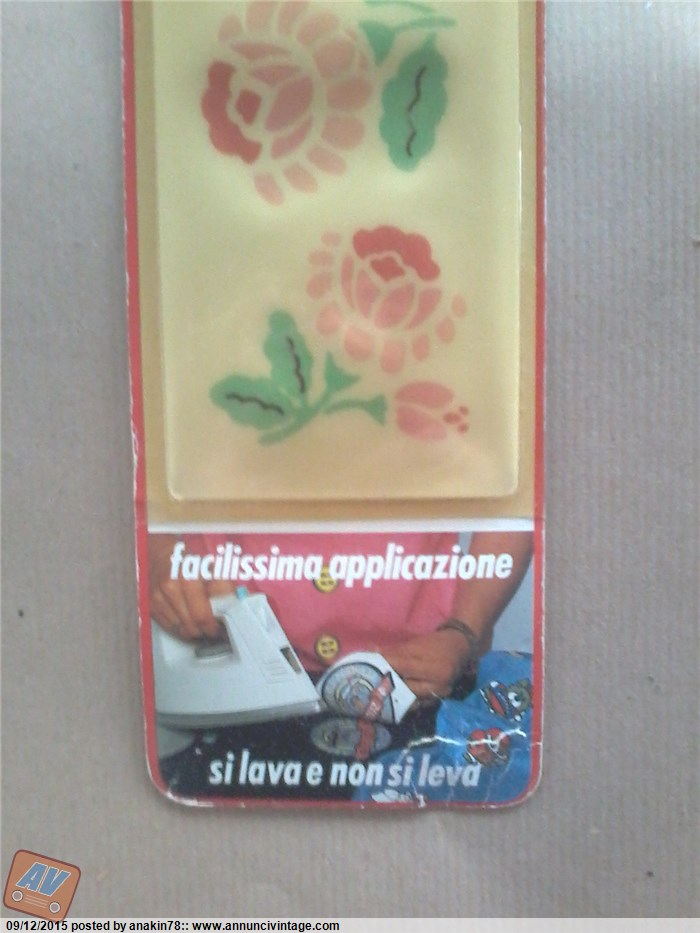 facilissima applicazione
si lava e non si leva
AV
09/12/2015 posted by anakin78:: www.annuncivintage.com